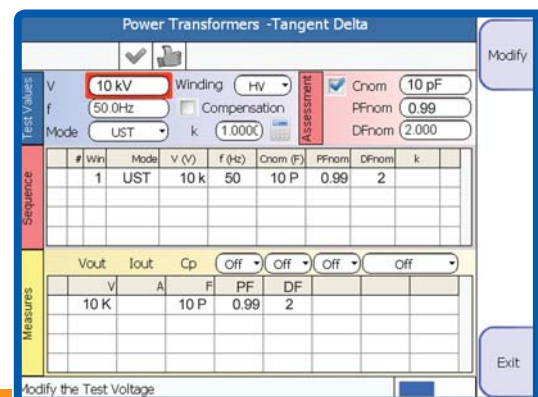 Power Transformers -Tangent Delta
Modify
Test Values
V 10 kV Winding HV
f 50.0Hz Compensation
Mode UST k (1.000
Assessment
Cnom 10 pF
PFnom 0.99
DFnom 2.000
Sequence
# Win Mode V (V) f (Hz) Cnom (F) PFnom DFnom k
1 UST 10 k 50 10 P 0.99 2
Measures
Vout Iout Cp Off Off Off Off
V A F PF DF
10 K 10 P 0.99 2
Modify the Test Voltage
Exit